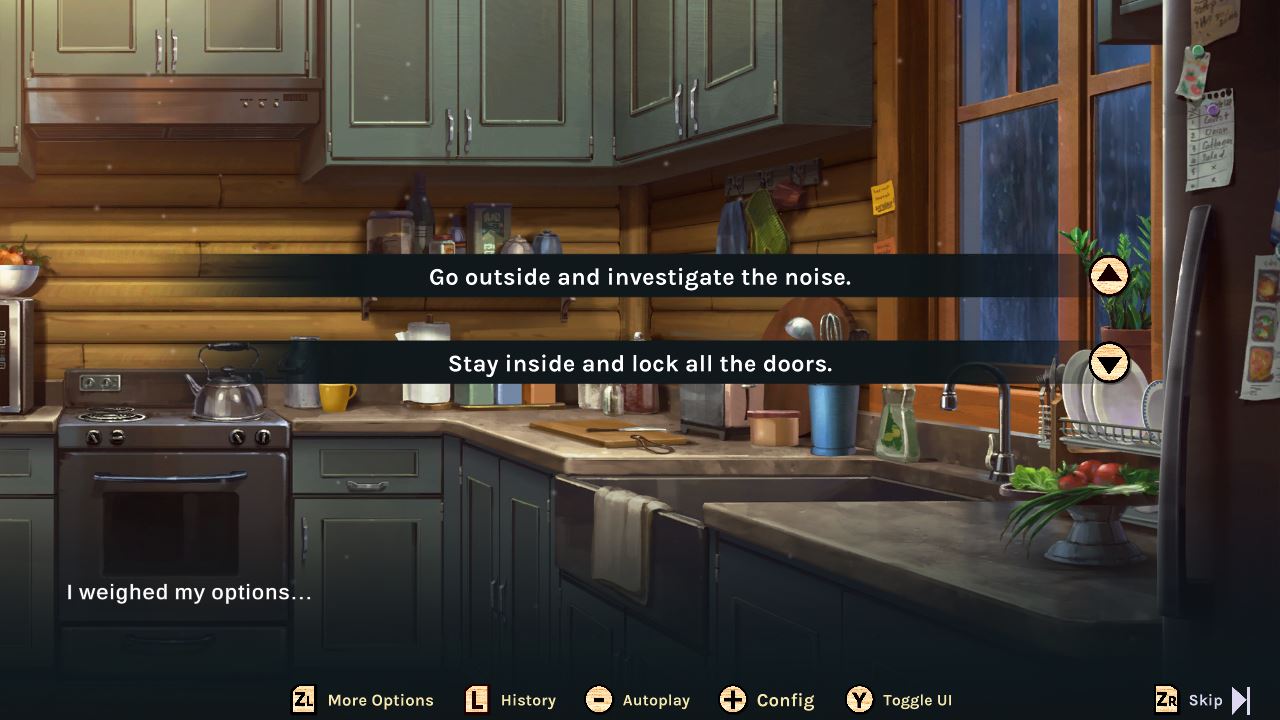 Go outside and investigate the noise.
Stay inside and lock all the doors.
I weighed my options...
ZL More Options
L History
- Autoplay
+ Config
Y Toggle UI
ZR Skip